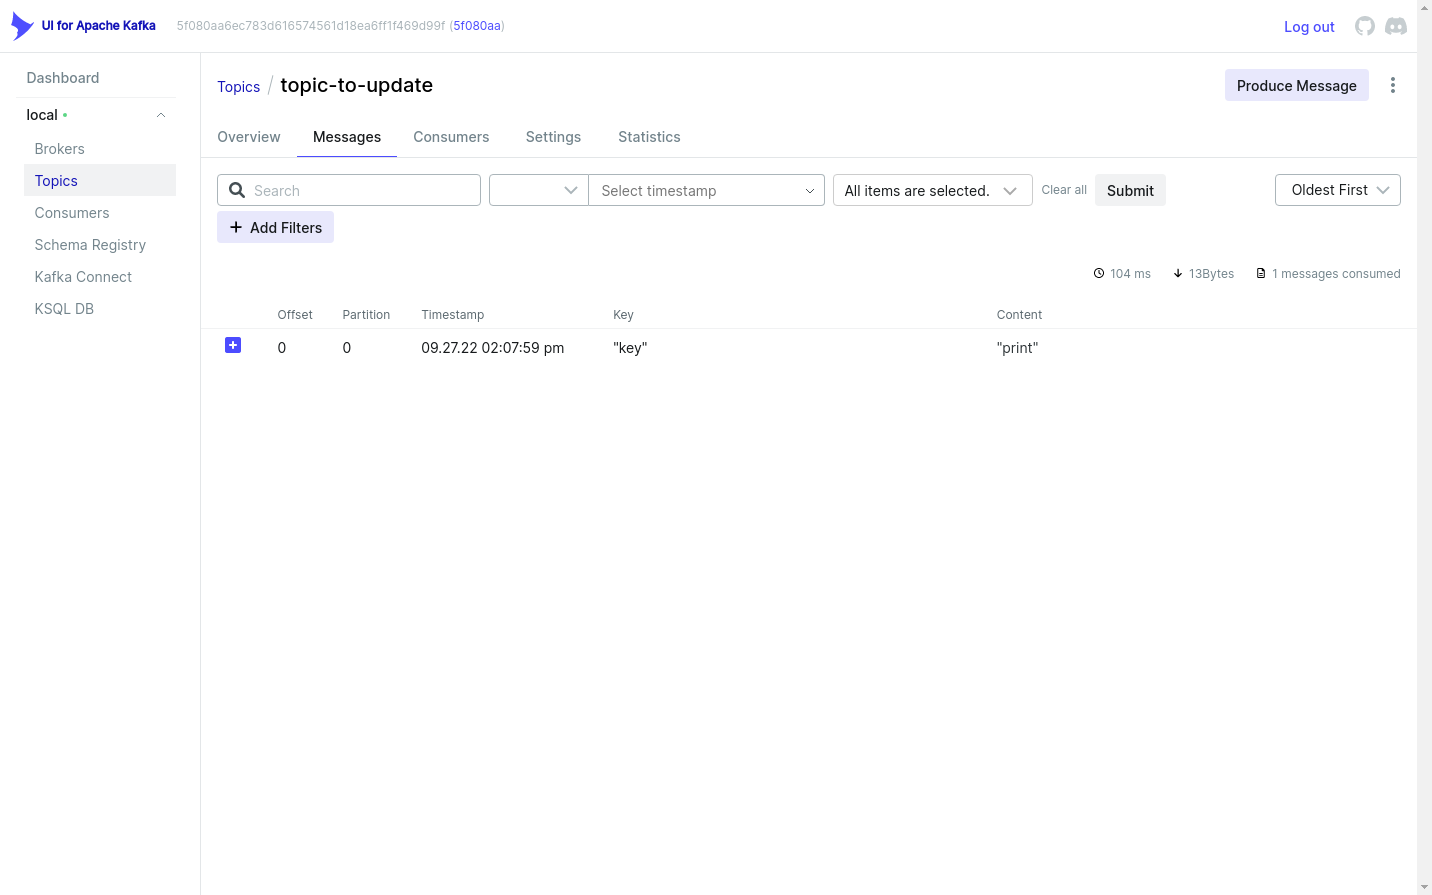 UI for Apache Kafka 5f080aa6ec783d616574561d18ea6ff1f469d99f (5f080aa) Log out
Dashboard
local
Brokers
Topics
Consumers
Schema Registry
Kafka Connect
KSQL DB
Topics / topic-to-update Produce Message
Overview Messages Consumers Settings Statistics
Search Select timestamp All items are selected. Clear all Submit Oldest First
Add Filters
104 ms 13Bytes 1 messages consumed
Offset Partition Timestamp Key Content
0 0 09.27.22 02:07:59 pm "key" "print"